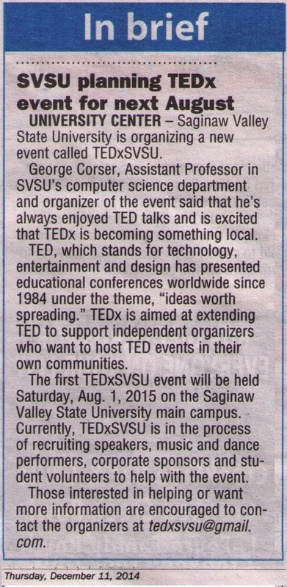 In brief
SVSU planning TEDx
event for next August
UNIVERSITY CENTER – Saginaw Valley
State University is organizing a new
event called TEDxSVSU.
George Corser, Assistant Professor in
SVSU's computer science department
and organizer of the event said that he's
always enjoyed TED talks and is excited
that TEDx is becoming something local.
TED, which stands for technology,
entertainment and design has presented
educational conferences worldwide since
1984 under the theme, "ideas worth
spreading." TEDx is aimed at extending
TED to support independent organizers
who want to host TED events in their
own communities.
The first TEDxSVSU event will be held
Saturday, Aug. 1, 2015 on the Saginaw
Valley State University main campus.
Currently, TEDxSVSU is in the process
of recruiting speakers, music and dance
performers, corporate sponsors and stu-
dent volunteers to help with the event.
Those interested in helping or want
more information are encouraged to con-
tact the organizers at tedxsvsu@gmail.
com.
Thursday, December 11, 2014